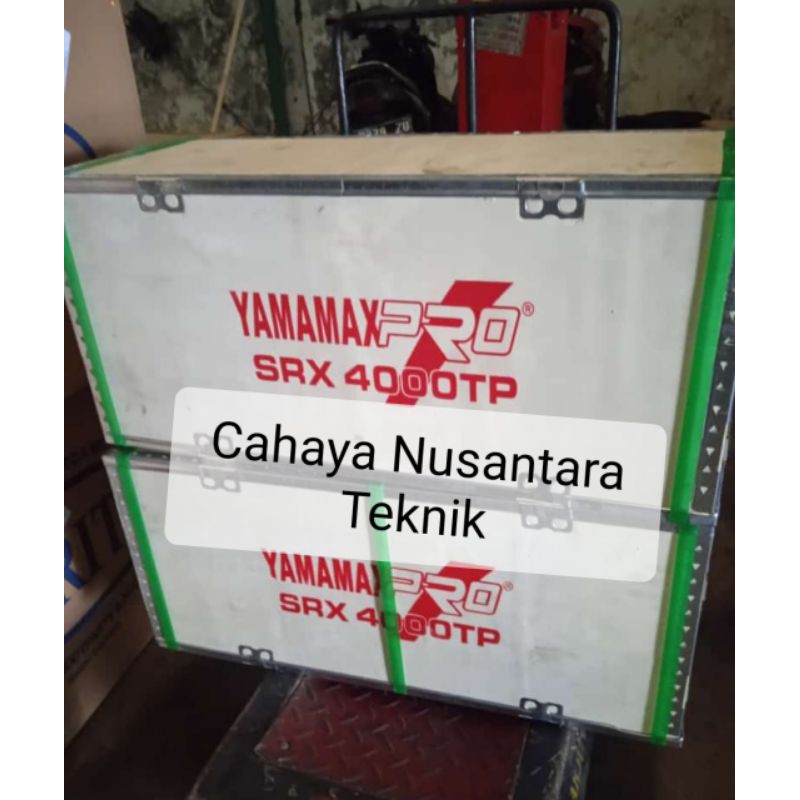 YAMAMAXPRO®
SRX 4000TP
Cahaya Nusantara
Teknik
YAMAMAXPRO®
SRX 4000TP